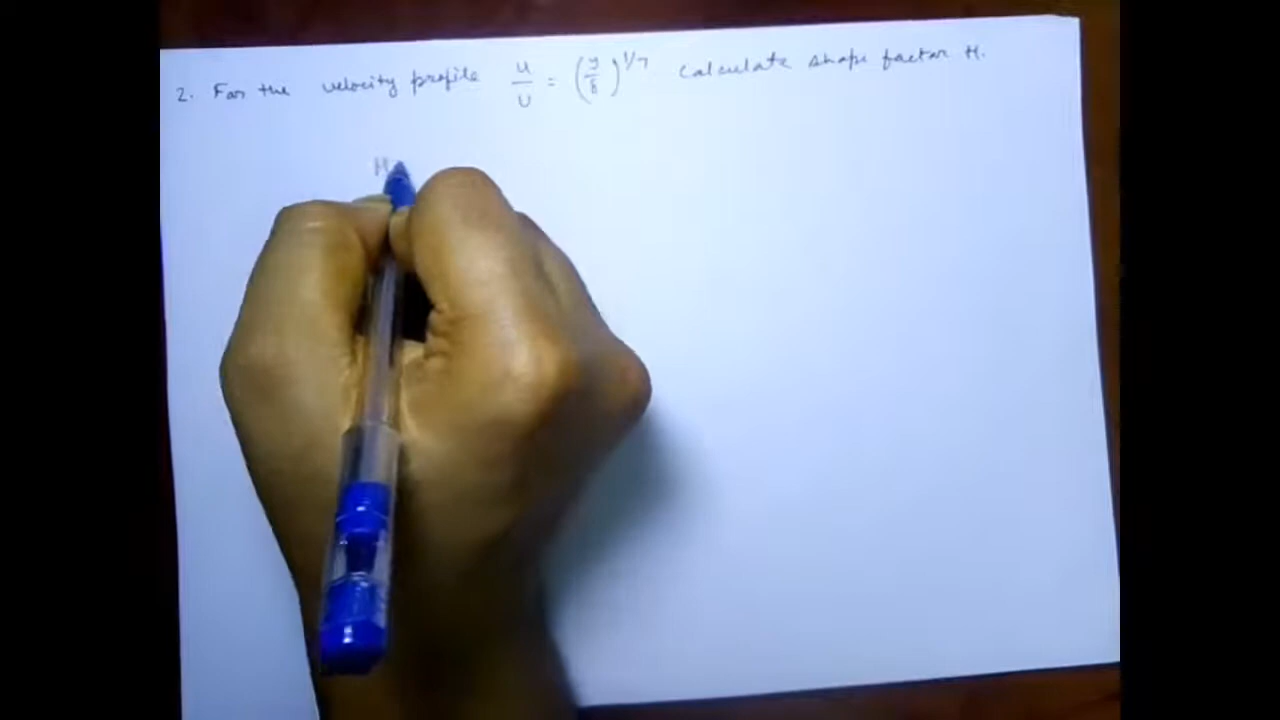 2. For the velocity profile u/U = (y/δ)^1/7 Calculate shape factor H.
H